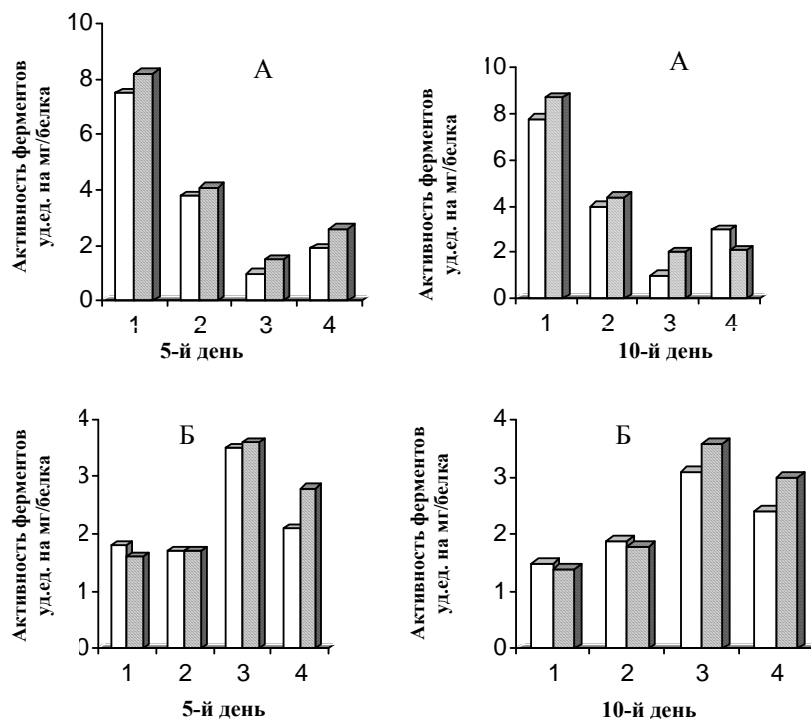 Активность ферментов
уд.ед. на мг/белка
10
8
6
4
2
0
А
1 2 3 4
5-й день
Активность ферментов
уд.ед. на мг/белка
10
8
6
4
2
0
А
1 2 3 4
10-й день
Активность ферментов
уд.ед. на мг/белка
4
3
2
1
0
Б
1 2 3 4
5-й день
Активность ферментов
уд.ед. на мг/белка
4
3
2
1
0
Б
1 2 3 4
10-й день